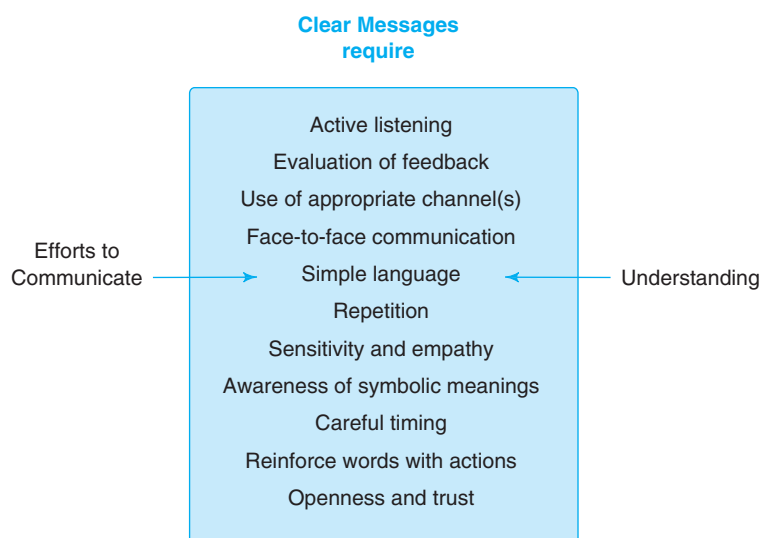 Clear Messages
require
Active listening
Evaluation of feedback
Use of appropriate channel(s)
Face-to-face communication
Efforts to
Communicate
Simple language
Understanding
Repetition
Sensitivity and empathy
Awareness of symbolic meanings
Careful timing
Reinforce words with actions
Openness and trust